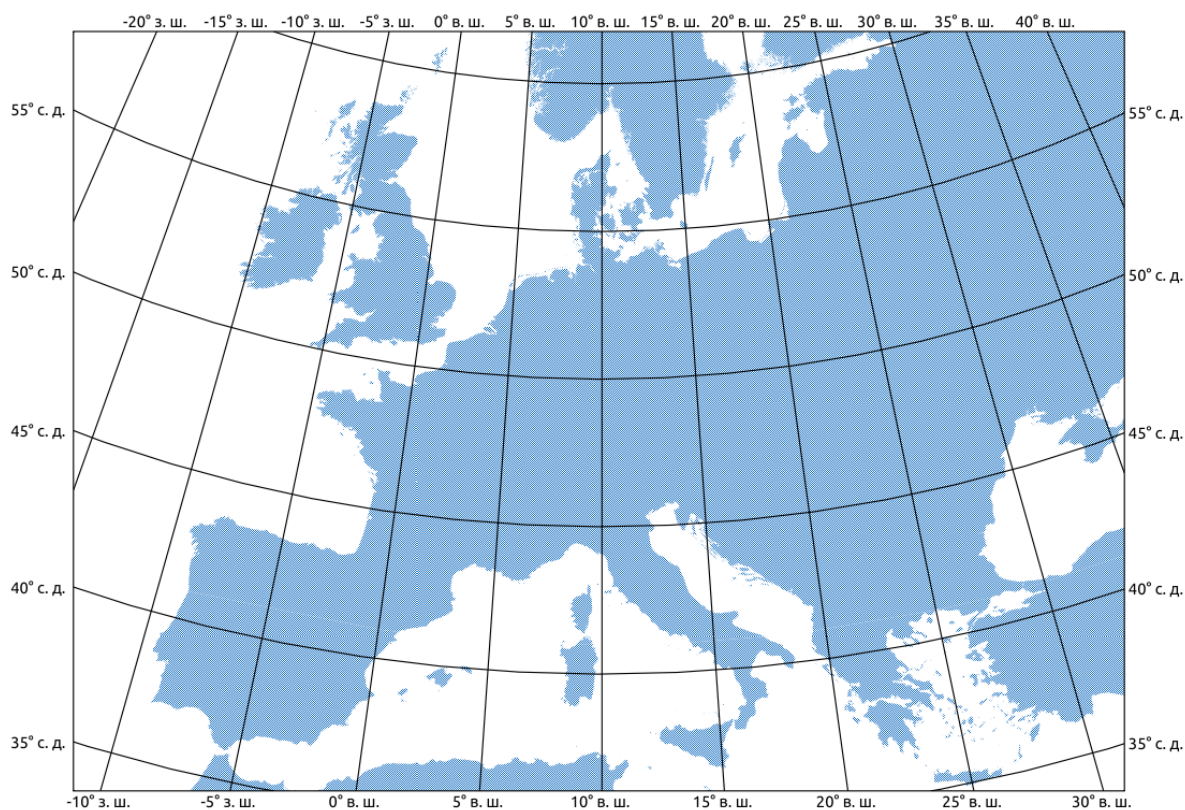 -20° з. ш. -15° з. ш. -10° з. ш. -5° з. ш. 0° в. ш. 5° в. ш. 10° в. ш. 15° в. ш. 20° в. ш. 25° в. ш. 30° в. ш. 35° в. ш. 40° в. ш.
55° с. д. 55° с. д.
50° с. д. 50° с. д.
45° с. д. 45° с. д.
40° с. д. 40° с. д.
35° с. д. 35° с. д.
-10° з. ш. -5° з. ш. 0° в. ш. 5° в. ш. 10° в. ш. 15° в. ш. 20° в. ш. 25° в. ш. 30° в. ш.